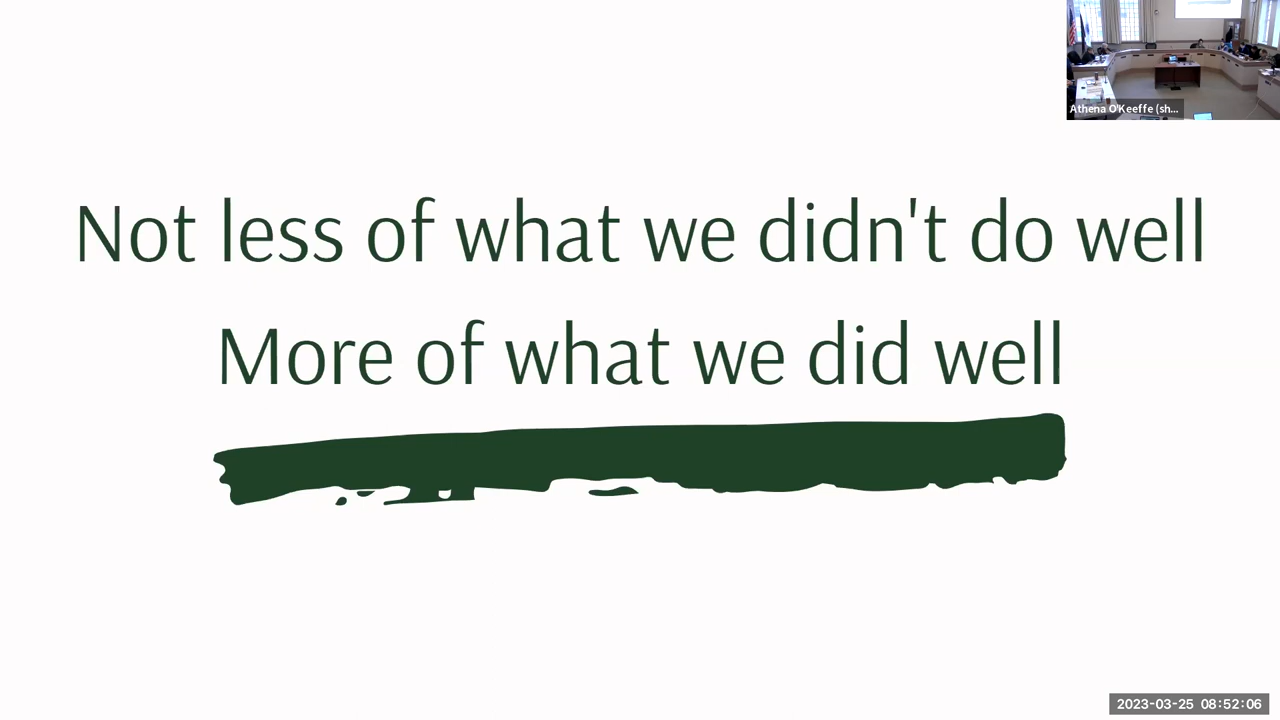 Athena O'Keeffe (sh...
Not less of what we didn't do well
More of what we did well
2023-03-25 08:52:06